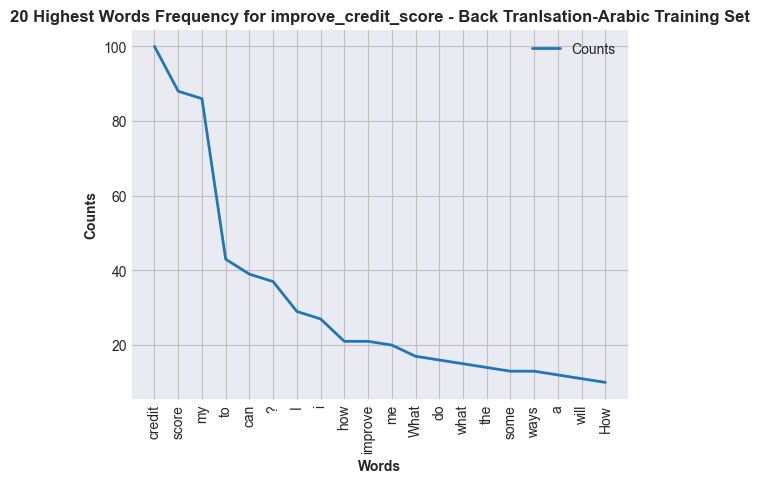 20 Highest Words Frequency for improve_credit_score - Back Tranlsation-Arabic Training Set
Counts
100
80
60
40
20
Counts
credit
score
my
to
can
?
I
i
how
improve
me
What
do
what
the
some
ways
a
will
How
Words